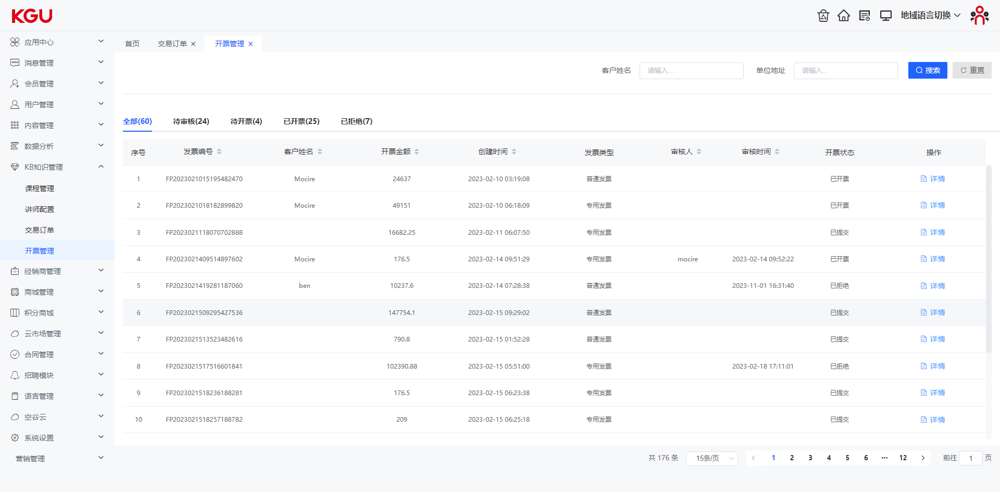 KGU
地域语言切换
应用中心
消息管理
会员管理
用户管理
内容管理
数据分析
KB知识管理
课程管理
讲师配置
交易订单
开票管理
经销商管理
商城管理
积分商城
云市场管理
合同管理
招聘模块
语言管理
空谷云
系统设置
营销管理
首页 交易订单 开票管理
客户姓名 请输入... 单位地址 请输入... 搜索 重置
全部(60) 待审核(24) 待开票(4) 已开票(25) 已拒绝(7)
序号 发票编号 客户姓名 开票金额 创建时间 发票类型 审核人 审核时间 开票状态 操作
1 FP2023021015195482470 Mocire 24637 2023-02-10 03:19:08 普通发票 已开票 详情
2 FP2023021018182899820 Mocire 49151 2023-02-10 06:18:09 专用发票 已开票 详情
3 FP2023021118070702888 16682.25 2023-02-11 06:07:50 专用发票 已提交 详情
4 FP2023021409514897602 Mocire 176.5 2023-02-14 09:51:29 专用发票 mocire 2023-02-14 09:52:22 已开票 详情
5 FP2023021419281187060 ben 10237.6 2023-02-14 07:28:38 普通发票 2023-11-01 16:31:40 已拒绝 详情
6 FP2023021509295427536 147754.1 2023-02-15 09:29:02 普通发票 已提交 详情
7 FP2023021513523482616 790.8 2023-02-15 01:52:28 普通发票 已提交 详情
8 FP2023021517516601841 102390.88 2023-02-15 05:51:00 专用发票 2023-02-18 17:11:01 已拒绝 详情
9 FP2023021518236188281 176.5 2023-02-15 06:23:38 专用发票 已提交 详情
10 FP2023021518257188782 209 2023-02-15 06:25:18 专用发票 已提交 详情
共 176 条 15条/页 1 2 3 4 5 6 ··· 12 前往 1 页